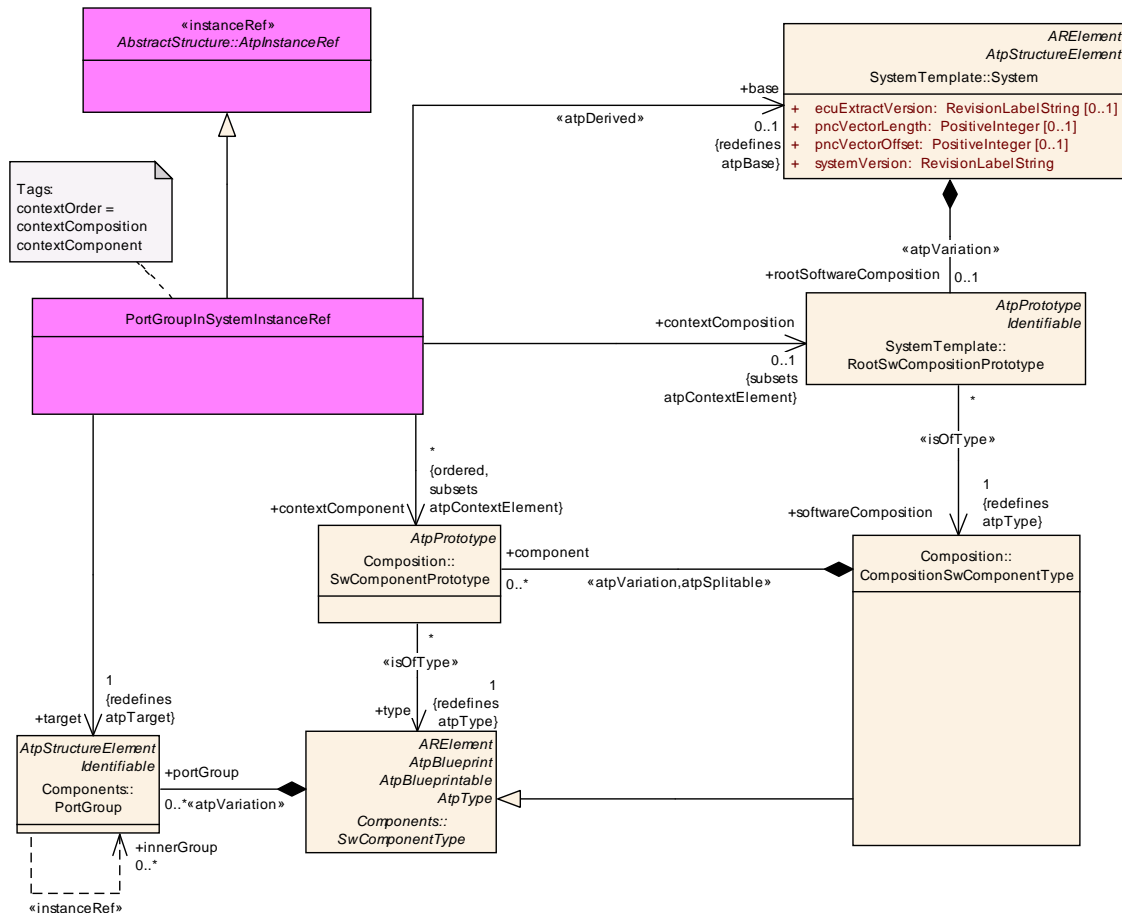 «instanceRef»
AbstractStructure::AtpInstanceRef
ARElement
AtpStructureElement
SystemTemplate::System
+ ecuExtractVersion: RevisionLabelString [0..1]
+ pncVectorLength: PositiveInteger [0..1]
+ pncVectorOffset: PositiveInteger [0..1]
+ systemVersion: RevisionLabelString
+base
«atpDerived»
0..1
{redefines
atpBase}
Tags:
contextOrder =
contextComposition
contextComponent
«atpVariation»
+rootSoftwareComposition
0..1
PortGroupInSystemInstanceRef
+contextComposition
0..1
{subsets
atpContextElement}
AtpPrototype
Identifiable
SystemTemplate::
RootSwCompositionPrototype
*
«isOfType»
1
{redefines
atpType}
+softwareComposition
*
{ordered,
subsets
atpContextElement}
+contextComponent
AtpPrototype
Composition::
SwComponentPrototype
+component
0..*
«atpVariation,atpSplitable»
Composition::
CompositionSwComponentType
*
«isOfType»
1
{redefines
atpType}
+type
1
{redefines
atpTarget}
+target
AtpStructureElement
Identifiable
Components::
PortGroup
+portGroup
0..*
«atpVariation»
ARElement
AtpBlueprint
AtpBlueprintable
AtpType
Components::
SwComponentType
+innerGroup
0..*
«instanceRef»